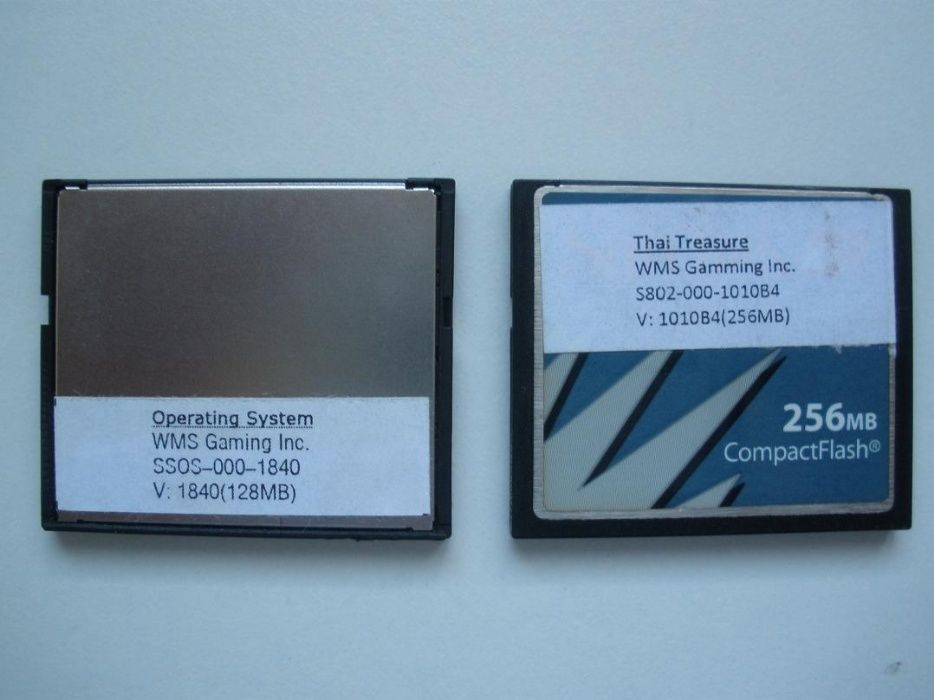 Operating System
WMS Gaming Inc.
SSOS-000-1840
V: 1840(128MB)
Thai Treasure
WMS Gamming Inc.
S802-000-1010B4
V: 1010B4(256MB)
256MB
CompactFlash®